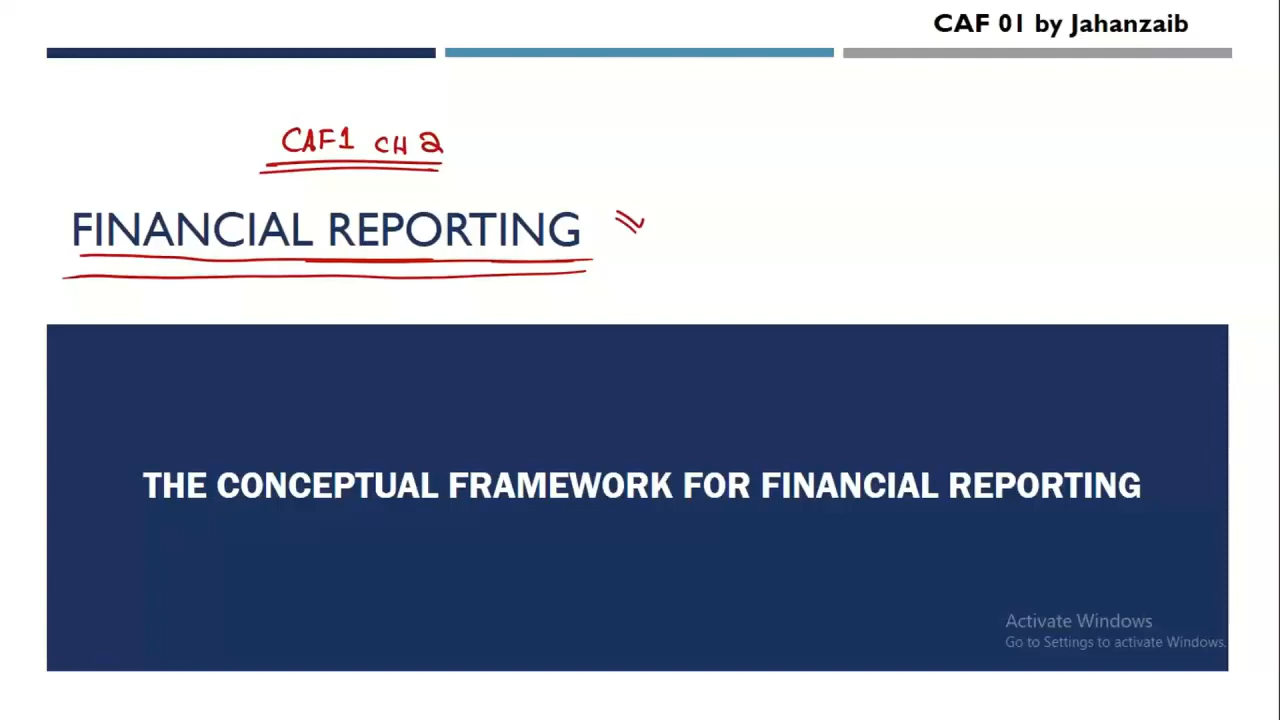 CAF 01 by Jahanzaib
CAF1 CH 2
FINANCIAL REPORTING
THE CONCEPTUAL FRAMEWORK FOR FINANCIAL REPORTING
Activate Windows
Go to Settings to activate Windows.